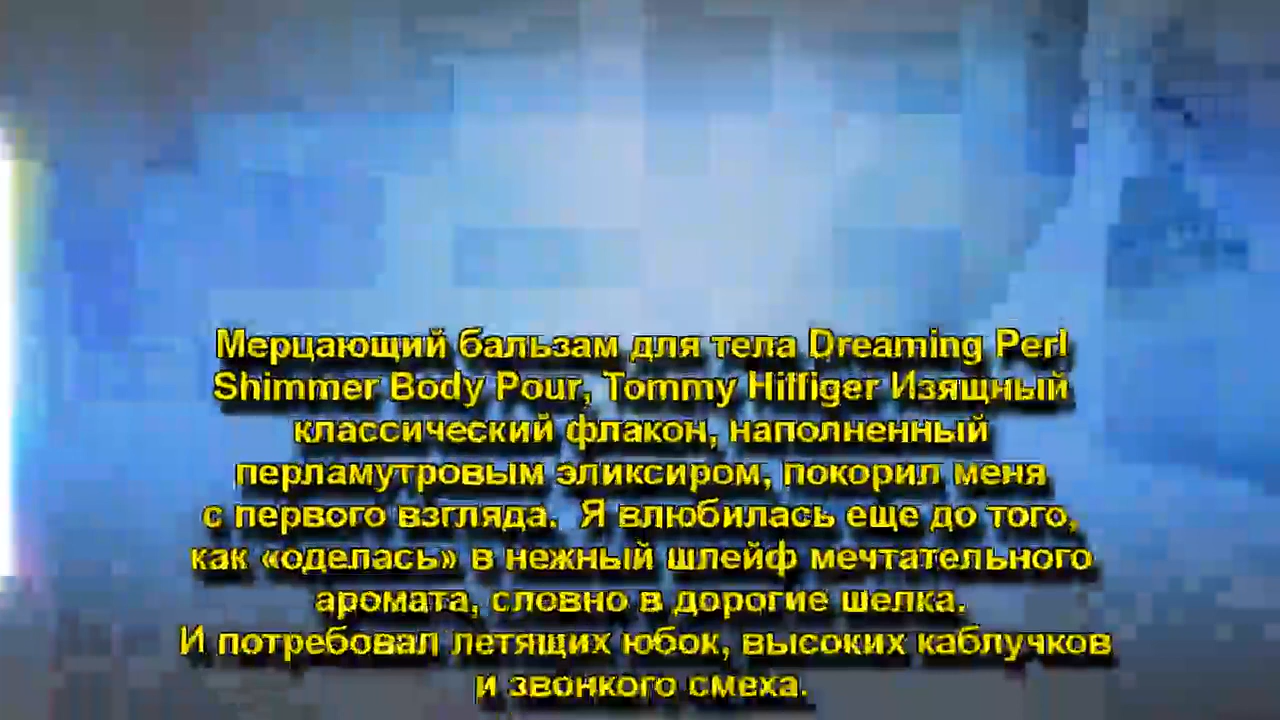 Мерцающий бальзам для тела Dreaming Perl
Shimmer Body Pour, Tommy Hilfiger Изящный
классический флакон, наполненный
перламутровым эликсиром, покорил меня
с первого взгляда. Я влюбилась еще до того,
как «оделась» в нежный шлейф мечтательного
аромата, словно в дорогие шелка.
И потребовал летящих юбок, высоких каблучков
и звонкого смеха.